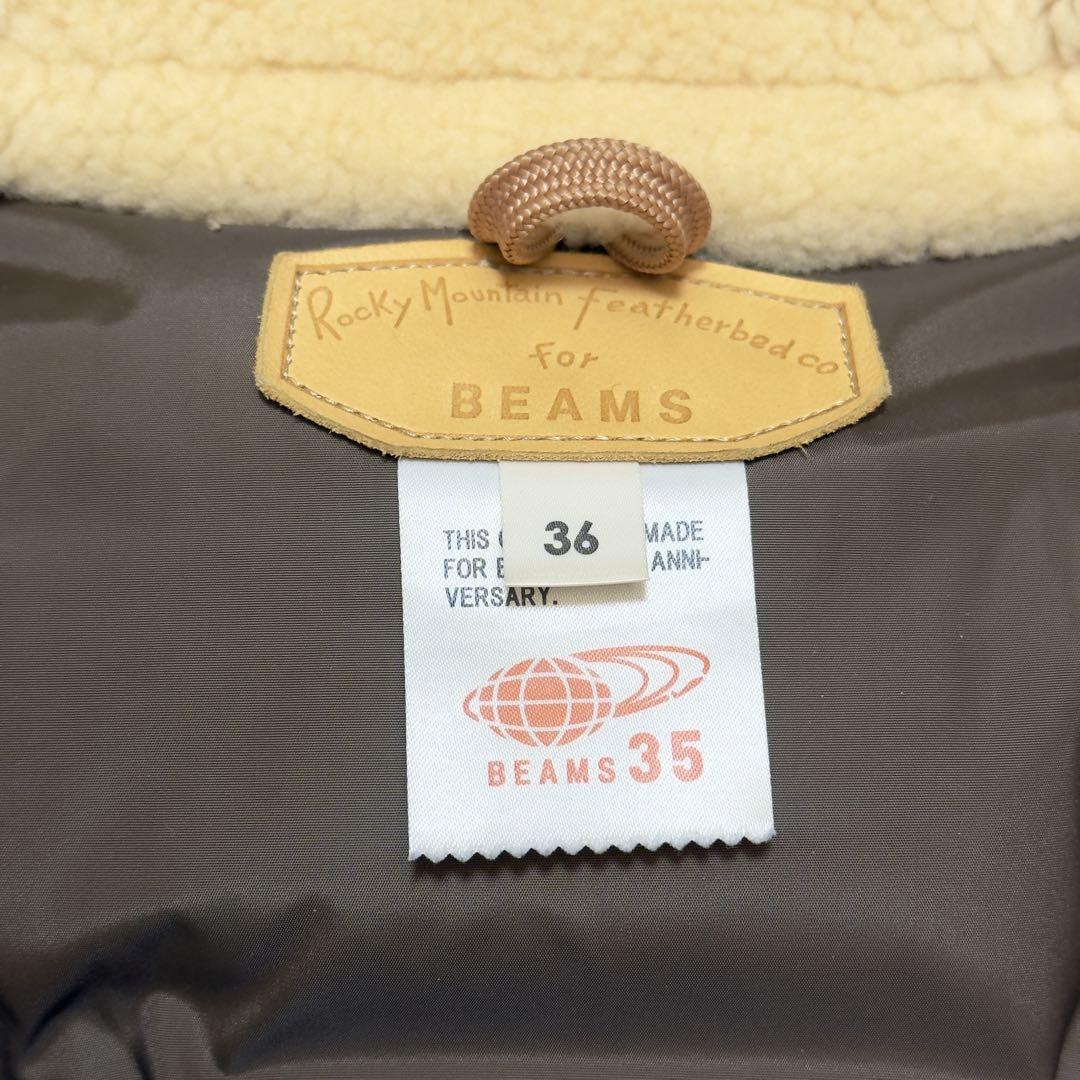 Rocky Mountain Featherbed co
For
BEAMS
36
THIS MADE
FOR ANNI-
VERSARY.
BEAMS 35